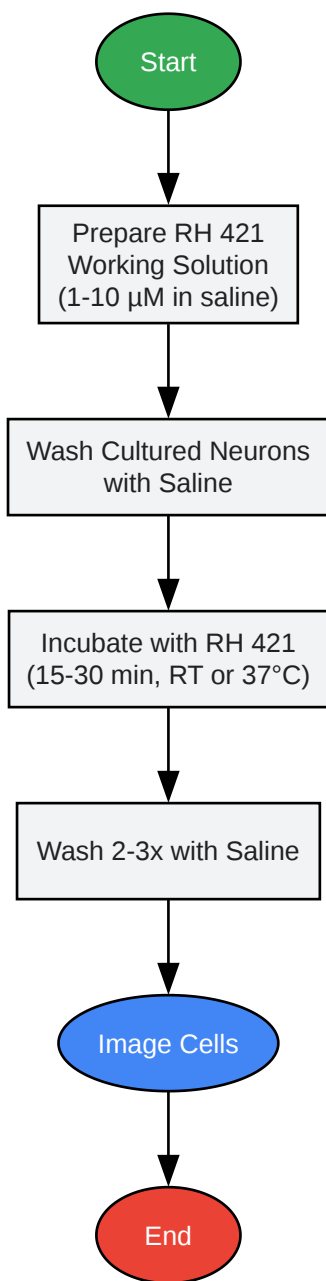 Start
Prepare RH 421
Working Solution
(1-10 µM in saline)
Wash Cultured Neurons
with Saline
Incubate with RH 421
(15-30 min, RT or 37°C)
Wash 2-3x with Saline
Image Cells
End